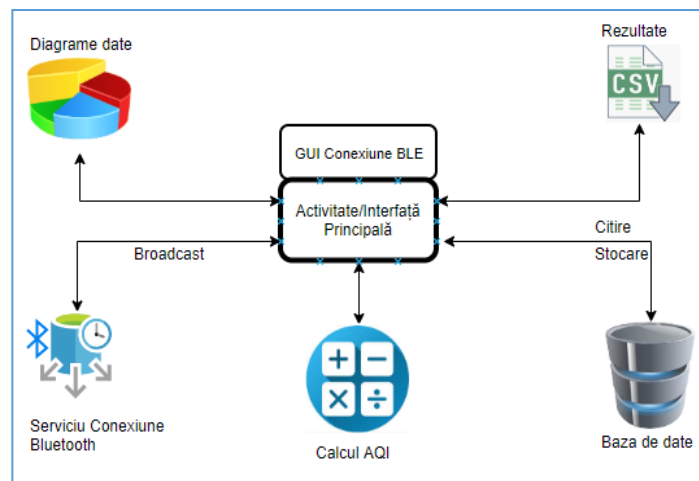 Diagrame date
Rezultate
CSV
GUI Conexiune BLE
Activitate/Interfață
Principală
Broadcast
Citire
Stocare
Serviciu Conexiune
Bluetooth
Calcul AQI
Baza de date